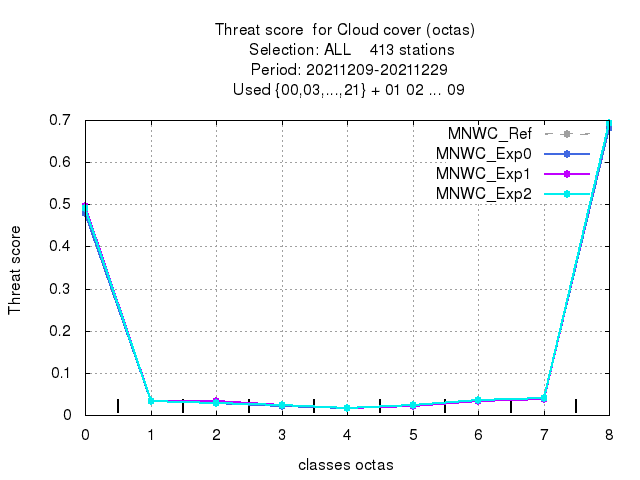 Threat score  for Cloud cover (octas)
Selection: ALL    413 stations
Period: 20211209-20211229
Used {00,03,...,21} + 01 02 ... 09
MNWC_Ref
MNWC_Exp0
MNWC_Exp1
MNWC_Exp2
Threat score
0.7
0.6
0.5
0.4
0.3
0.2
0.1
0
0 1 2 3 4 5 6 7 8
classes octas